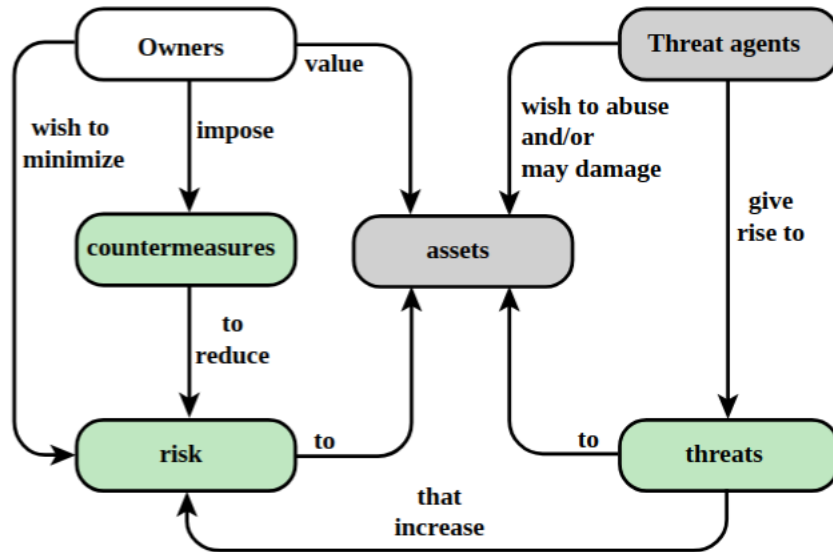 Owners
Threat agents
value
wish to
minimize
impose
wish to abuse
and/or
may damage
give
rise to
countermeasures
assets
to
reduce
risk
to
to
threats
that
increase